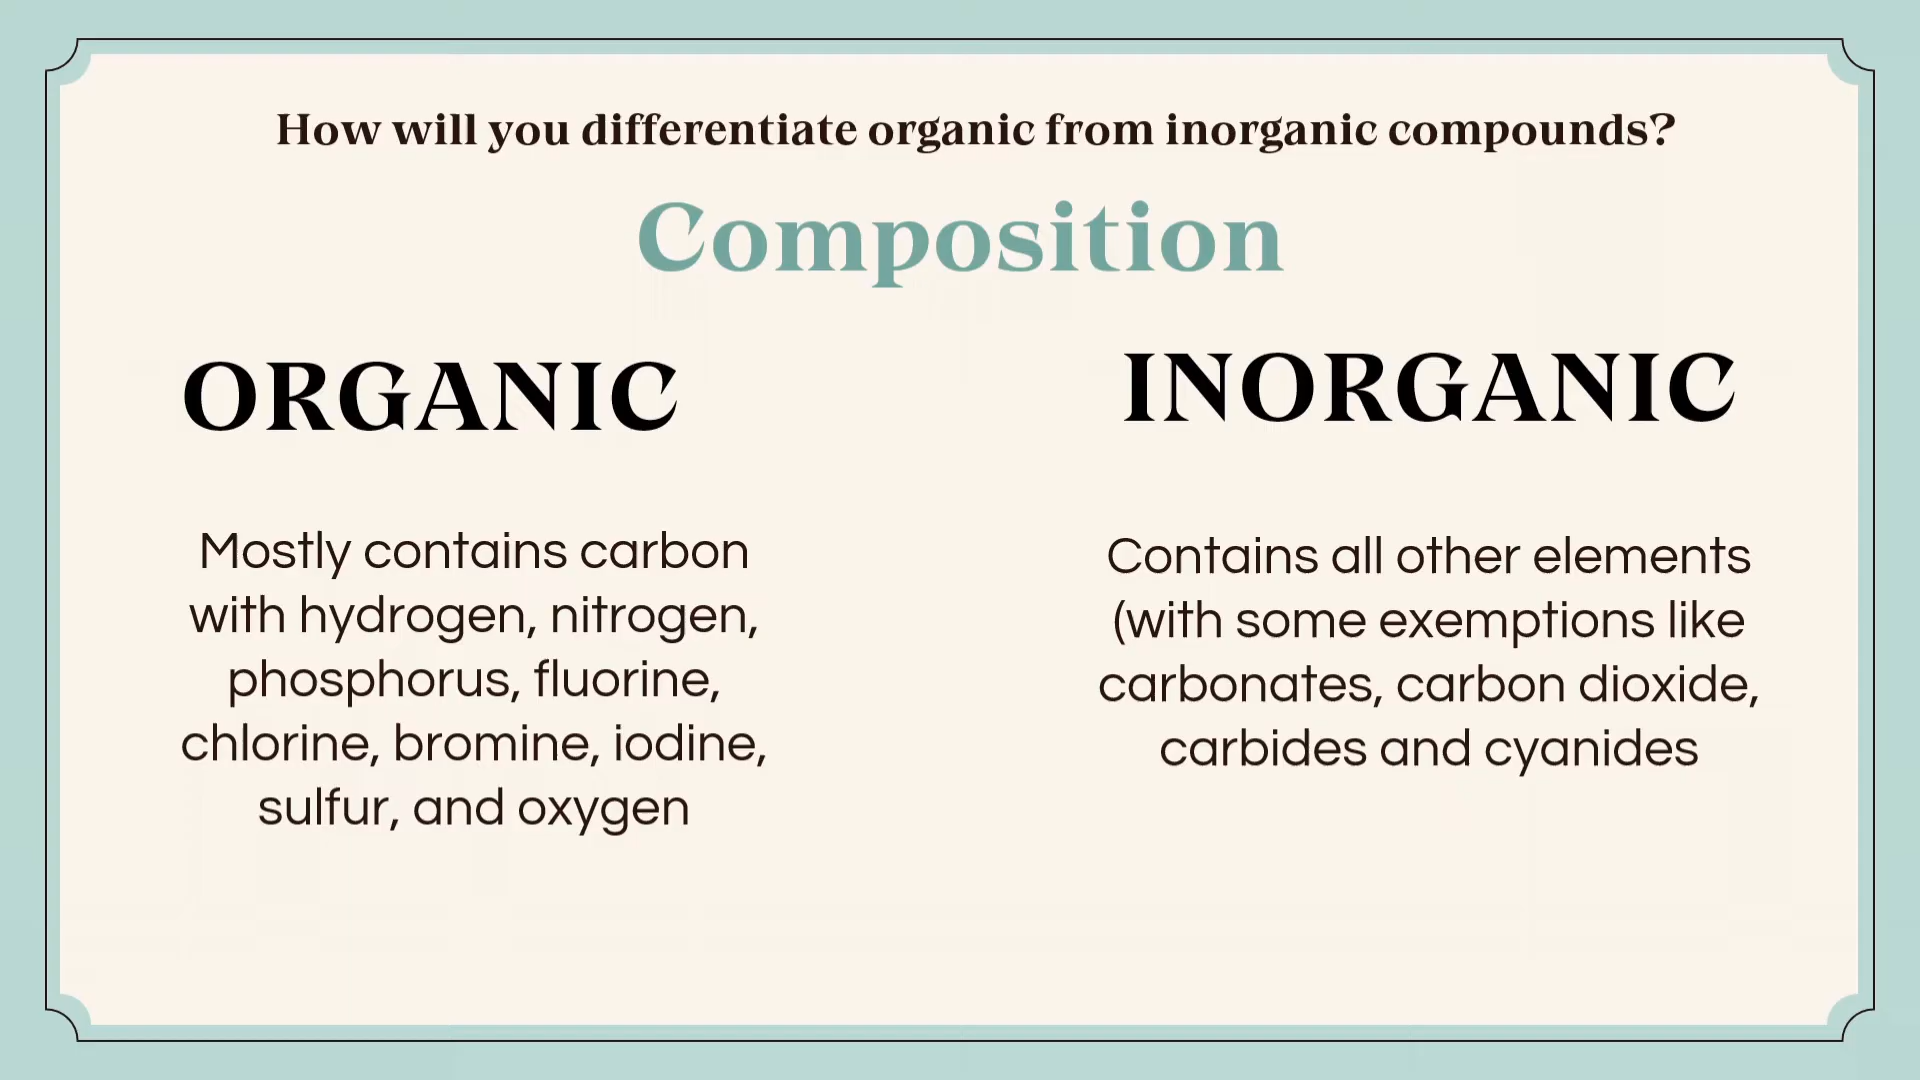 How will you differentiate organic from inorganic compounds?
Composition
ORGANIC
Mostly contains carbon
with hydrogen, nitrogen,
phosphorus, fluorine,
chlorine, bromine, iodine,
sulfur, and oxygen
INORGANIC
Contains all other elements
(with some exemptions like
carbonates, carbon dioxide,
carbides and cyanides